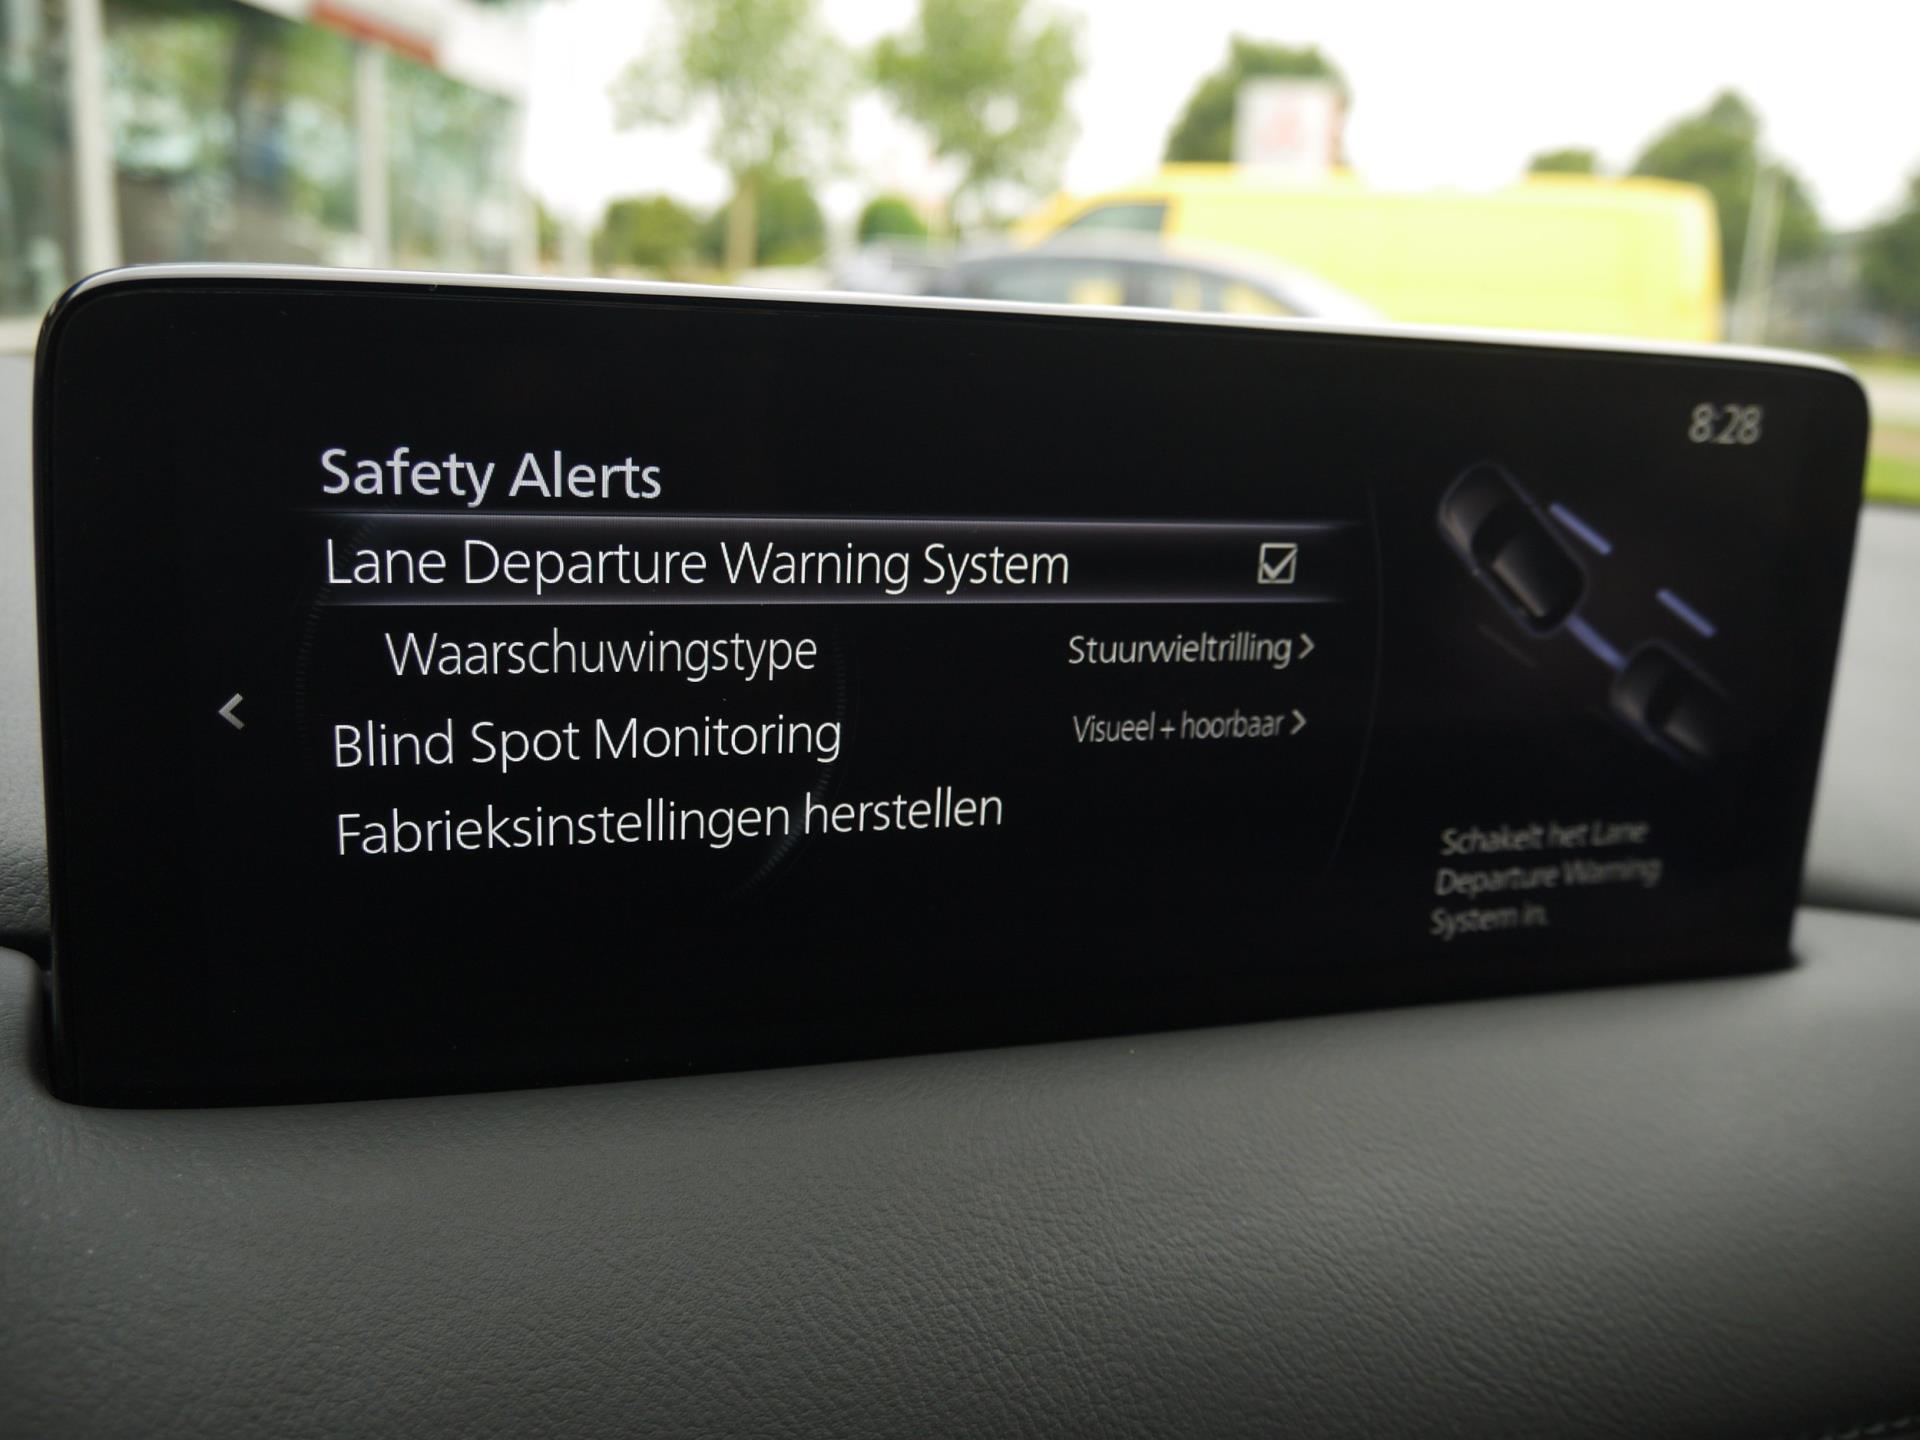 8:28
Safety Alerts
Lane Departure Warning System
Waarschuwingstype
Stuurwieltrilling
Blind Spot Monitoring
Visueel + hoorbaar
Fabrieksinstellingen herstellen
Schakelt het Lane
Departure Warning
System in.